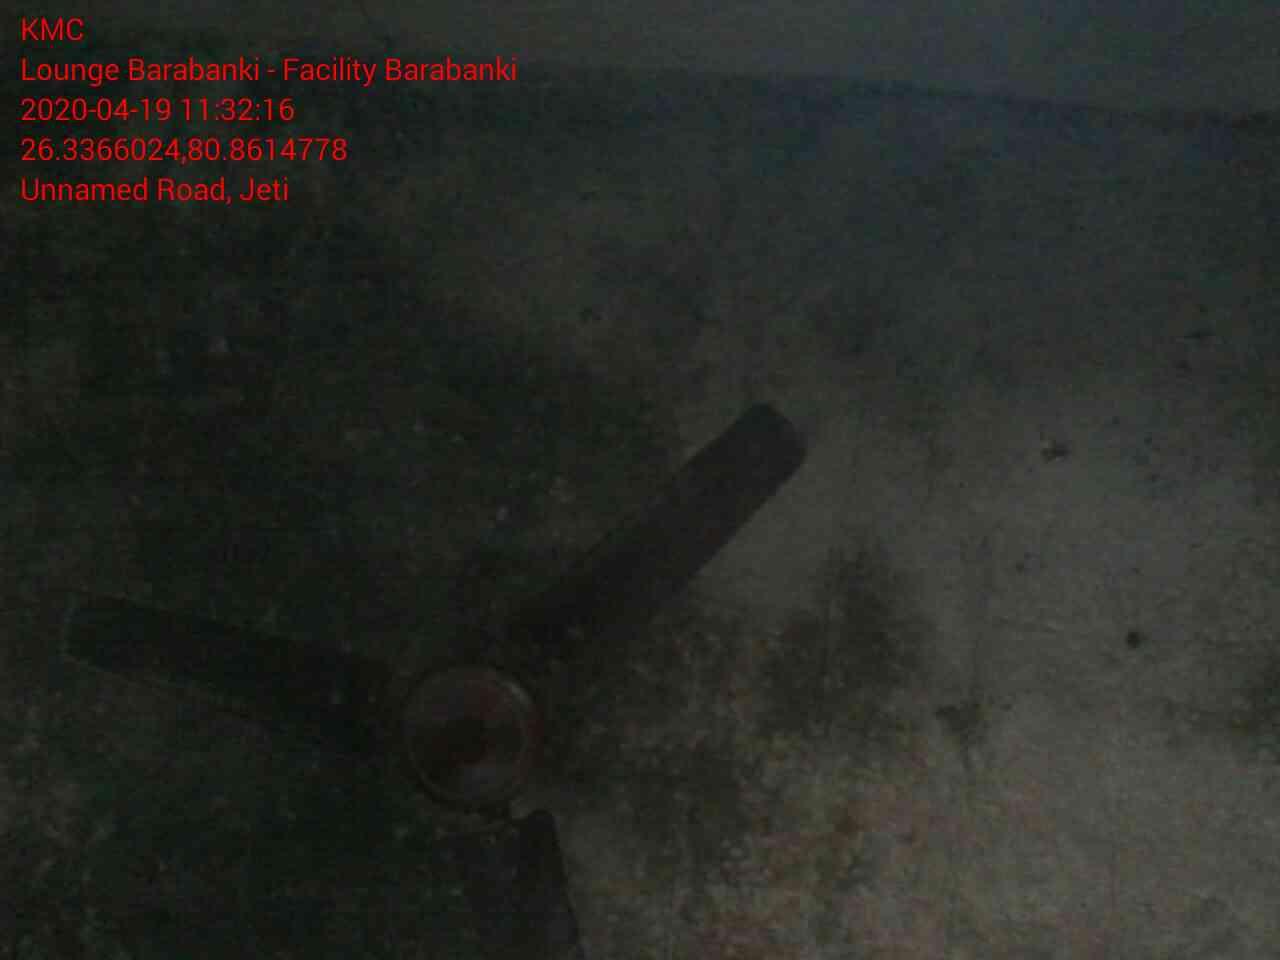 KMC
Lounge Barabanki - Facility Barabanki
2020-04-19 11:32:16
26.3366024,80.8614778
Unnamed Road, Jeti